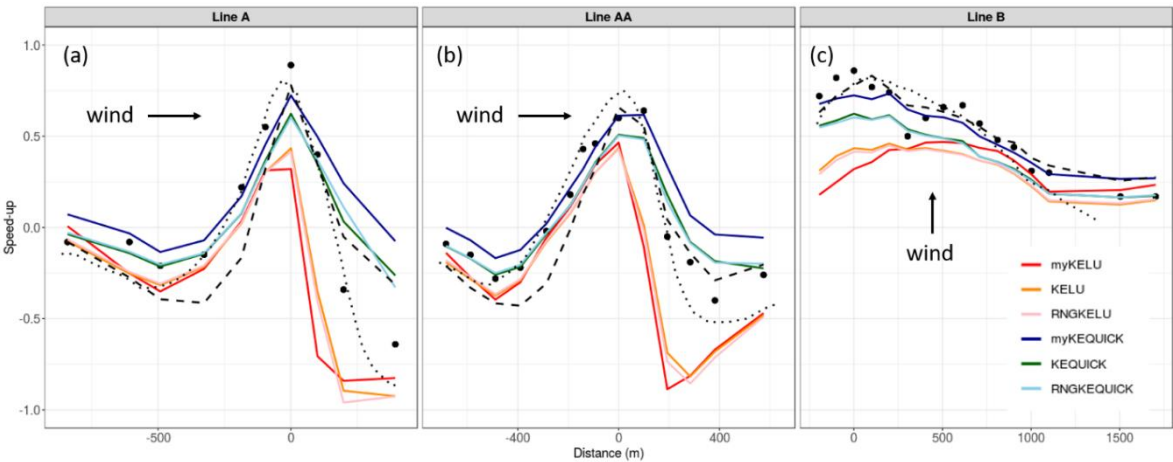 Line A
Line AA
Line B
(a)
(b)
(c)
wind
wind
wind
Speed-up
1.0
0.5
0.0
-0.5
-1.0
-500
0
-400
0
400
0
500
1000
1500
Distance (m)
myKELU
KELU
RNGKELU
myKEQUICK
KEQUICK
RNGKEQUICK